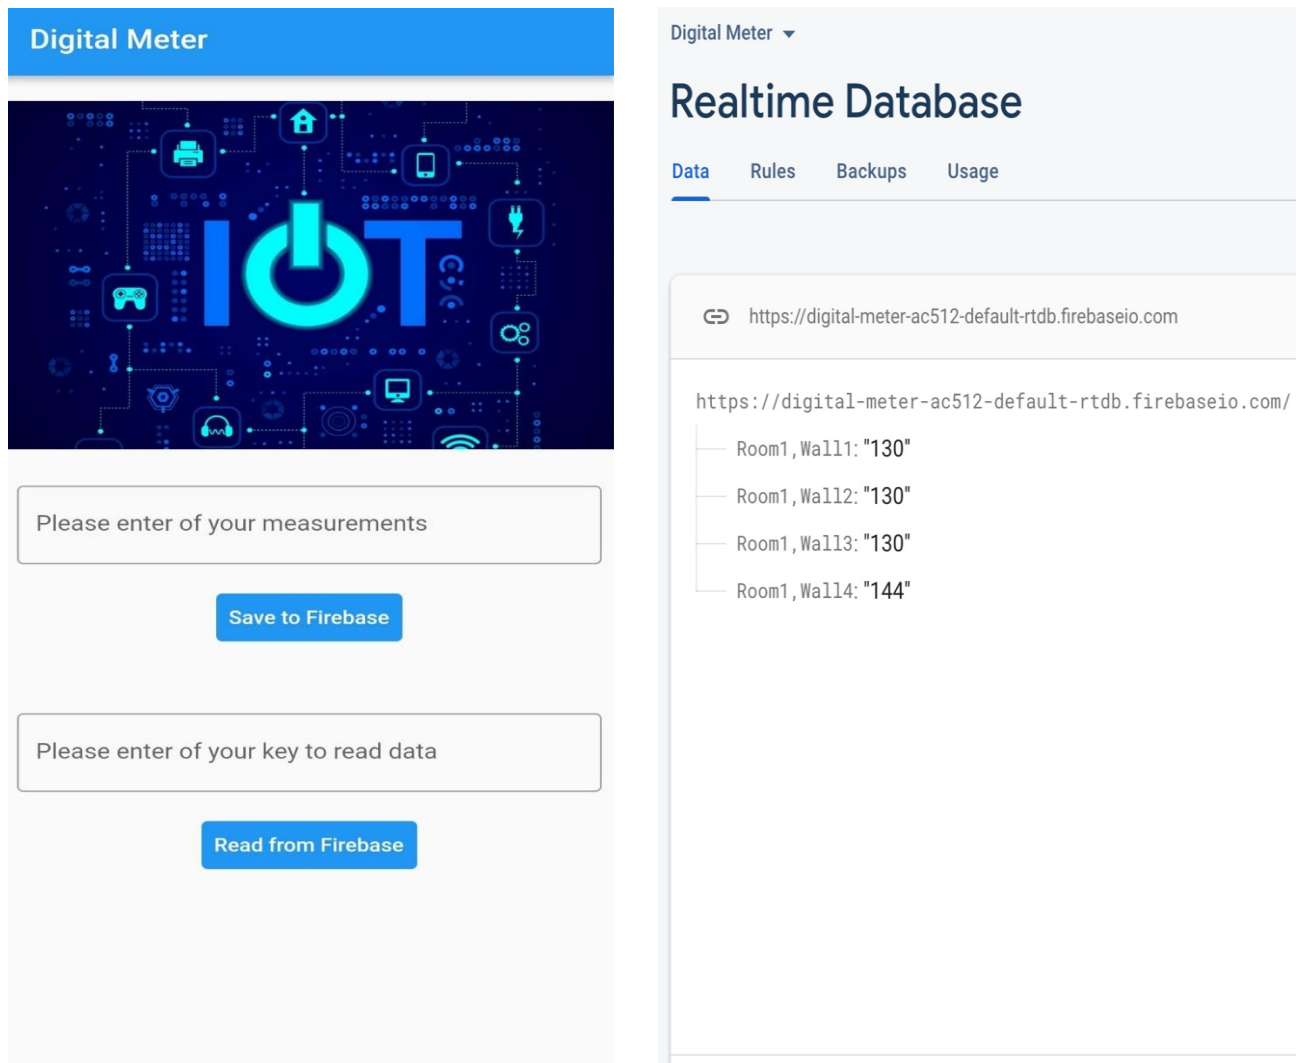 Digital Meter
IOT
Please enter of your measurements
Save to Firebase
Please enter of your key to read data
Read from Firebase
Digital Meter
Realtime Database
Data Rules Backups Usage
https://digital-meter-ac512-default-rtdb.firebaseio.com
https://digital-meter-ac512-default-rtdb.firebaseio.com/
Room1,Wall1: "130"
Room1,Wall2: "130"
Room1,Wall3: "130"
Room1,Wall4: "144"